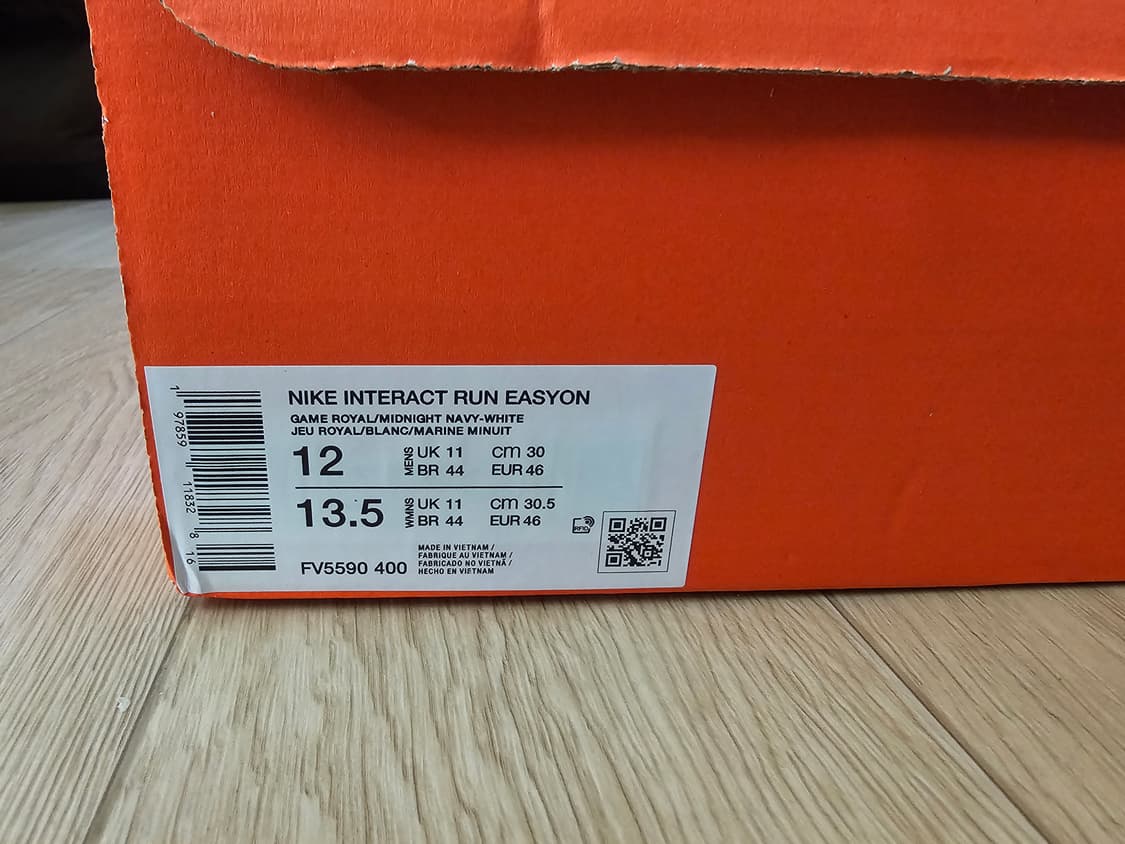 1 97859 11832 8 16
NIKE INTERACT RUN EASYON
GAME ROYAL/MIDNIGHT NAVY-WHITE
JEU ROYAL/BLANC/MARINE MINUIT
12 MENS UK 11 cm 30
BR 44 EUR 46
13.5 WMNS UK 11 cm 30.5
BR 44 EUR 46
RFID
FV5590 400
MADE IN VIETNAM /
FABRIQUE AU VIETNAM /
FABRICADO NO VIETNÃ /
HECHO EN VIETNAM